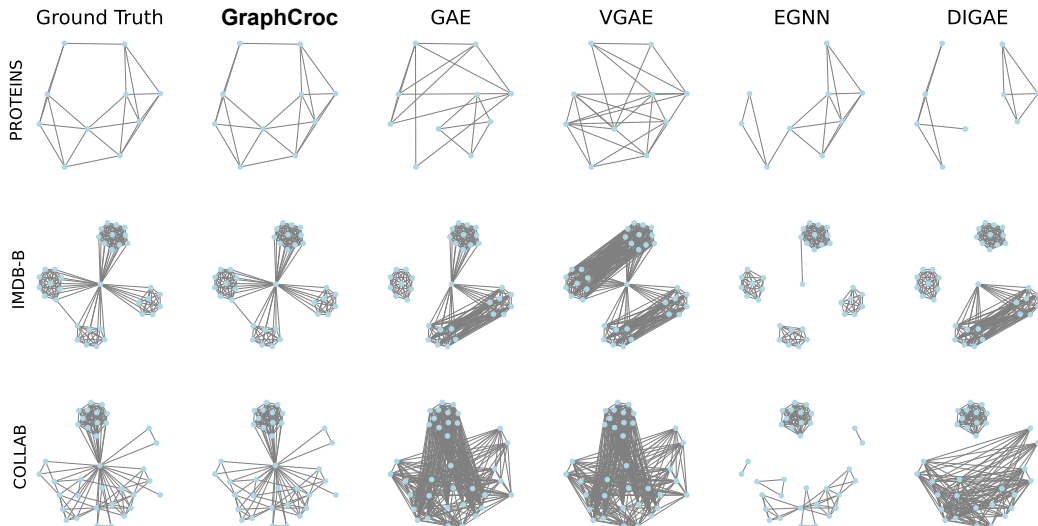 Ground Truth GraphCroc GAE VGAE EGNN DIGAE
PROTEINS
IMDB-B
COLLAB